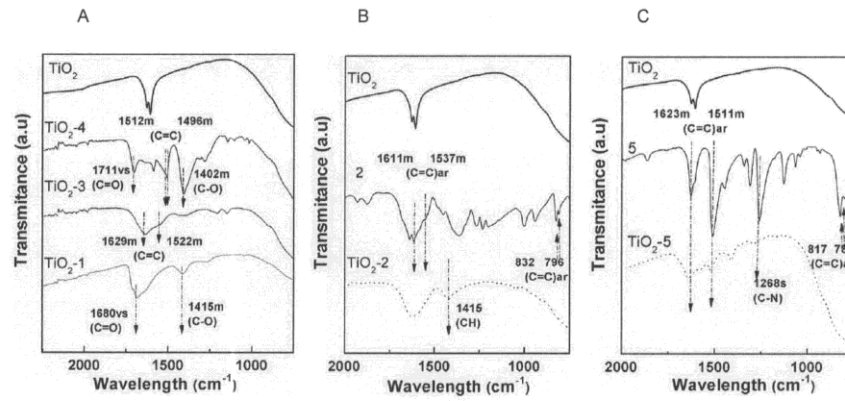 A
B
C
Transmitance (a.u)
TiO2
1512m 1496m
(C=C)
TiO2-4
1711vs
(C=O)
1402m
(C-O)
TiO2-3
1629m 1522m
(C=C)
TiO2-1
1680vs
(C=O)
1415m
(C-O)
2000 1500 1000
Wavelength (cm-1)
Transmitance (a.u)
TiO2
1611m 1537m
(C=C)ar
2
832 796
(C=C)ar
TiO2-2
1415
(CH)
2000 1500 1000
Wavelength (cm-1)
Transmitance (a.u)
TiO2
1623m 1511m
(C=C)ar
5
TiO2-5
817
(C=C)
1268s
(C-N)
2000 1500 1000
Wavelength (cm-1)